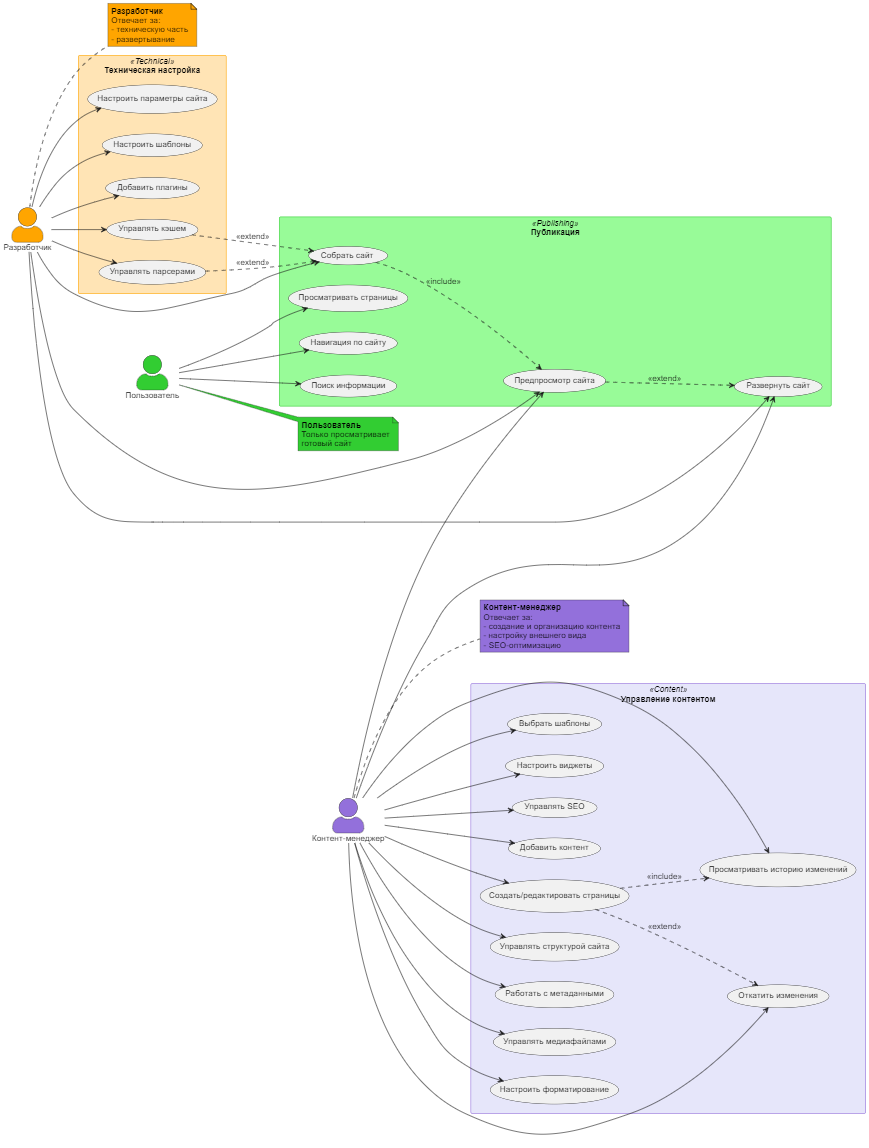 Разработчик
Отвечает за:
- техническую часть
- развертывание
«Technical»
Техническая настройка
Настроить параметры сайта
Настроить шаблоны
Добавить плагины
Управлять кэшем
Управлять парсерами
Разработчик
«extend»
«extend»
«Publishing»
Публикация
Собрать сайт
«include»
Просматривать страницы
Навигация по сайту
Поиск информации
Предпросмотр сайта
«extend»
Развернуть сайт
Пользователь
Пользователь
Только просматривает
готовый сайт
Контент-менеджер
Отвечает за:
- создание и организацию контента
- настройку внешнего вида
- SEO-оптимизацию
«Content»
Управление контентом
Выбрать шаблоны
Настроить виджеты
Управлять SEO
Добавить контент
Контент-менеджер
Создать/редактировать страницы
«include»
Просматривать историю изменений
«extend»
Управлять структурой сайта
Работать с метаданными
Откатить изменения
Управлять медиафайлами
Настроить форматирование